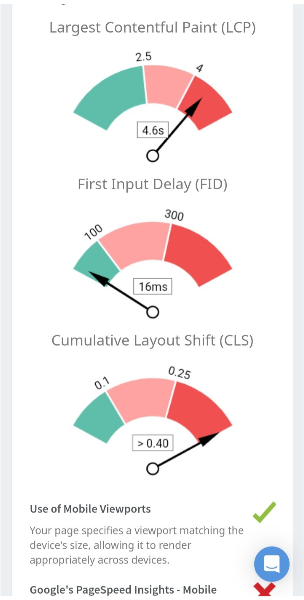 Largest Contentful Paint (LCP)
2.5
4
4.6s
First Input Delay (FID)
100
300
16ms
Cumulative Layout Shift (CLS)
0.1
0.25
> 0.40
Use of Mobile Viewports
Your page specifies a viewport matching the
device's size, allowing it to render
appropriately across devices.
Google's PageSpeed Insights - Mobile